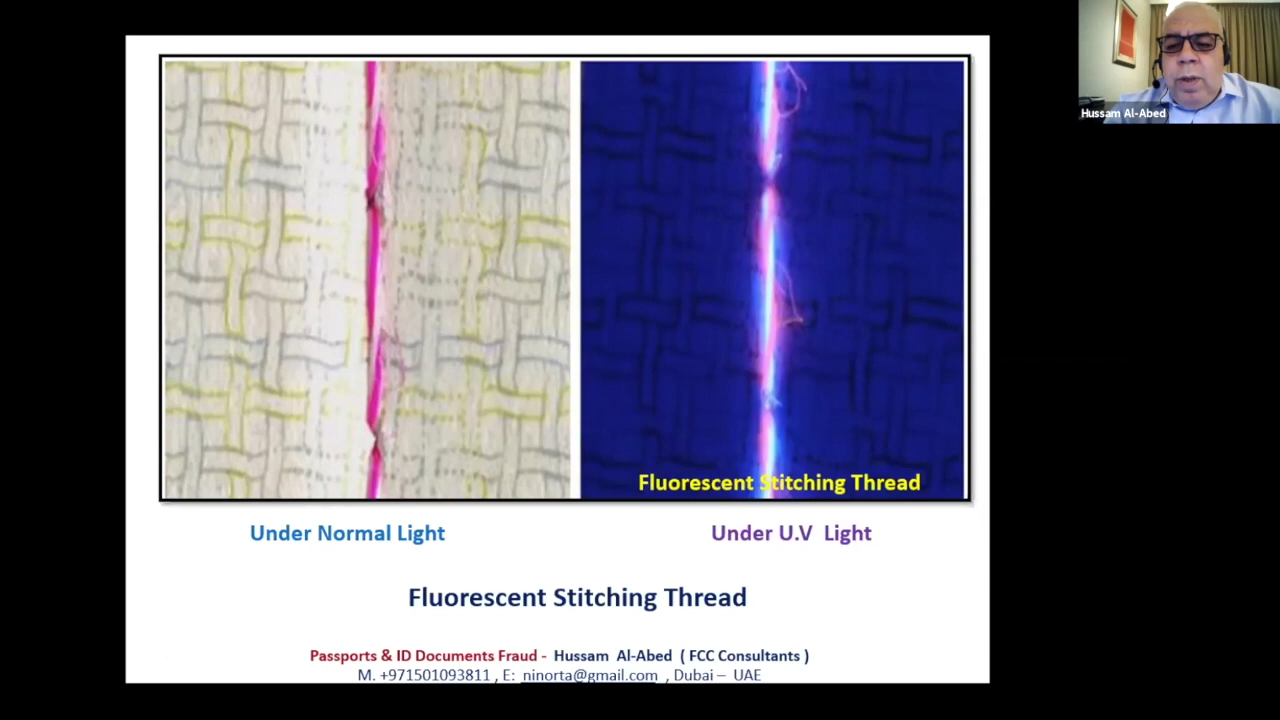 Hussam Al-Abed
Fluorescent Stitching Thread
Under Normal Light
Under U.V Light
Fluorescent Stitching Thread
Passports & ID Documents Fraud - Hussam Al-Abed ( FCC Consultants )
M. +971501093811 , E: ninorta@gmail.com , Dubai – UAE